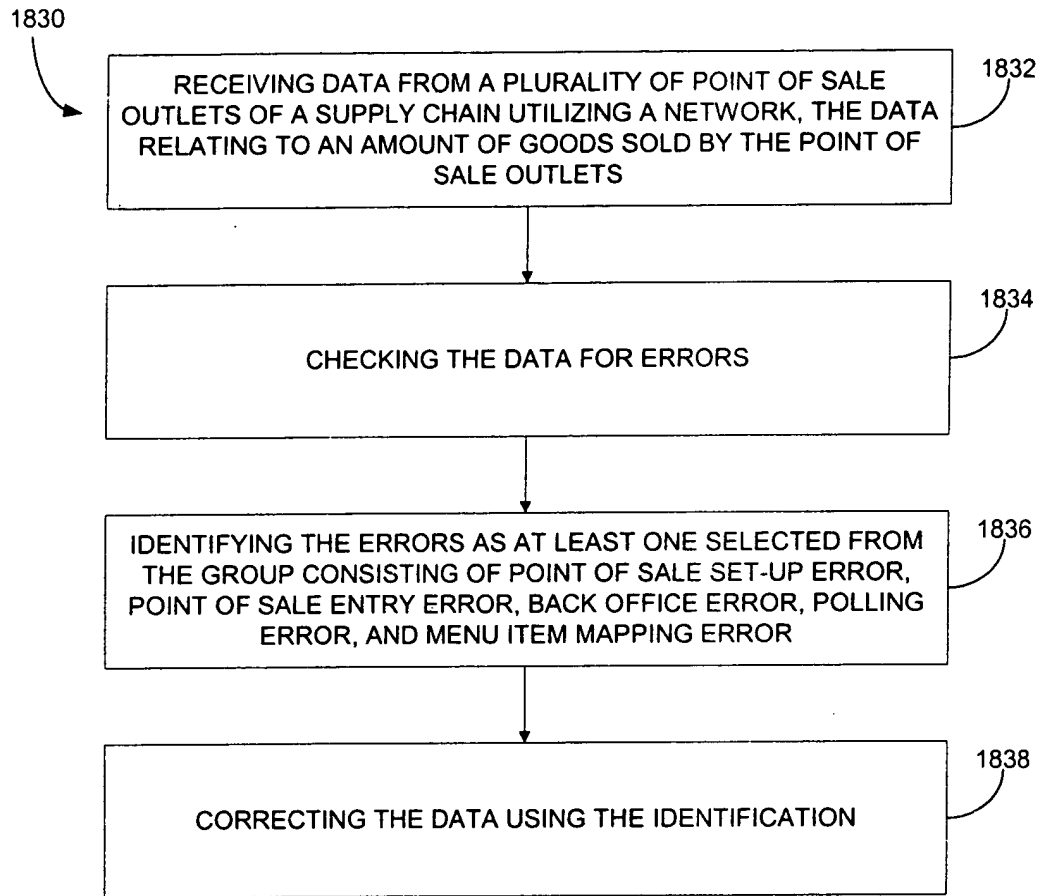 1830
RECEIVING DATA FROM A PLURALITY OF POINT OF SALE
OUTLETS OF A SUPPLY CHAIN UTILIZING A NETWORK, THE DATA
RELATING TO AN AMOUNT OF GOODS SOLD BY THE POINT OF
SALE OUTLETS
1832
CHECKING THE DATA FOR ERRORS
1834
IDENTIFYING THE ERRORS AS AT LEAST ONE SELECTED FROM
THE GROUP CONSISTING OF POINT OF SALE SET-UP ERROR,
POINT OF SALE ENTRY ERROR, BACK OFFICE ERROR, POLLING
ERROR, AND MENU ITEM MAPPING ERROR
1836
CORRECTING THE DATA USING THE IDENTIFICATION
1838